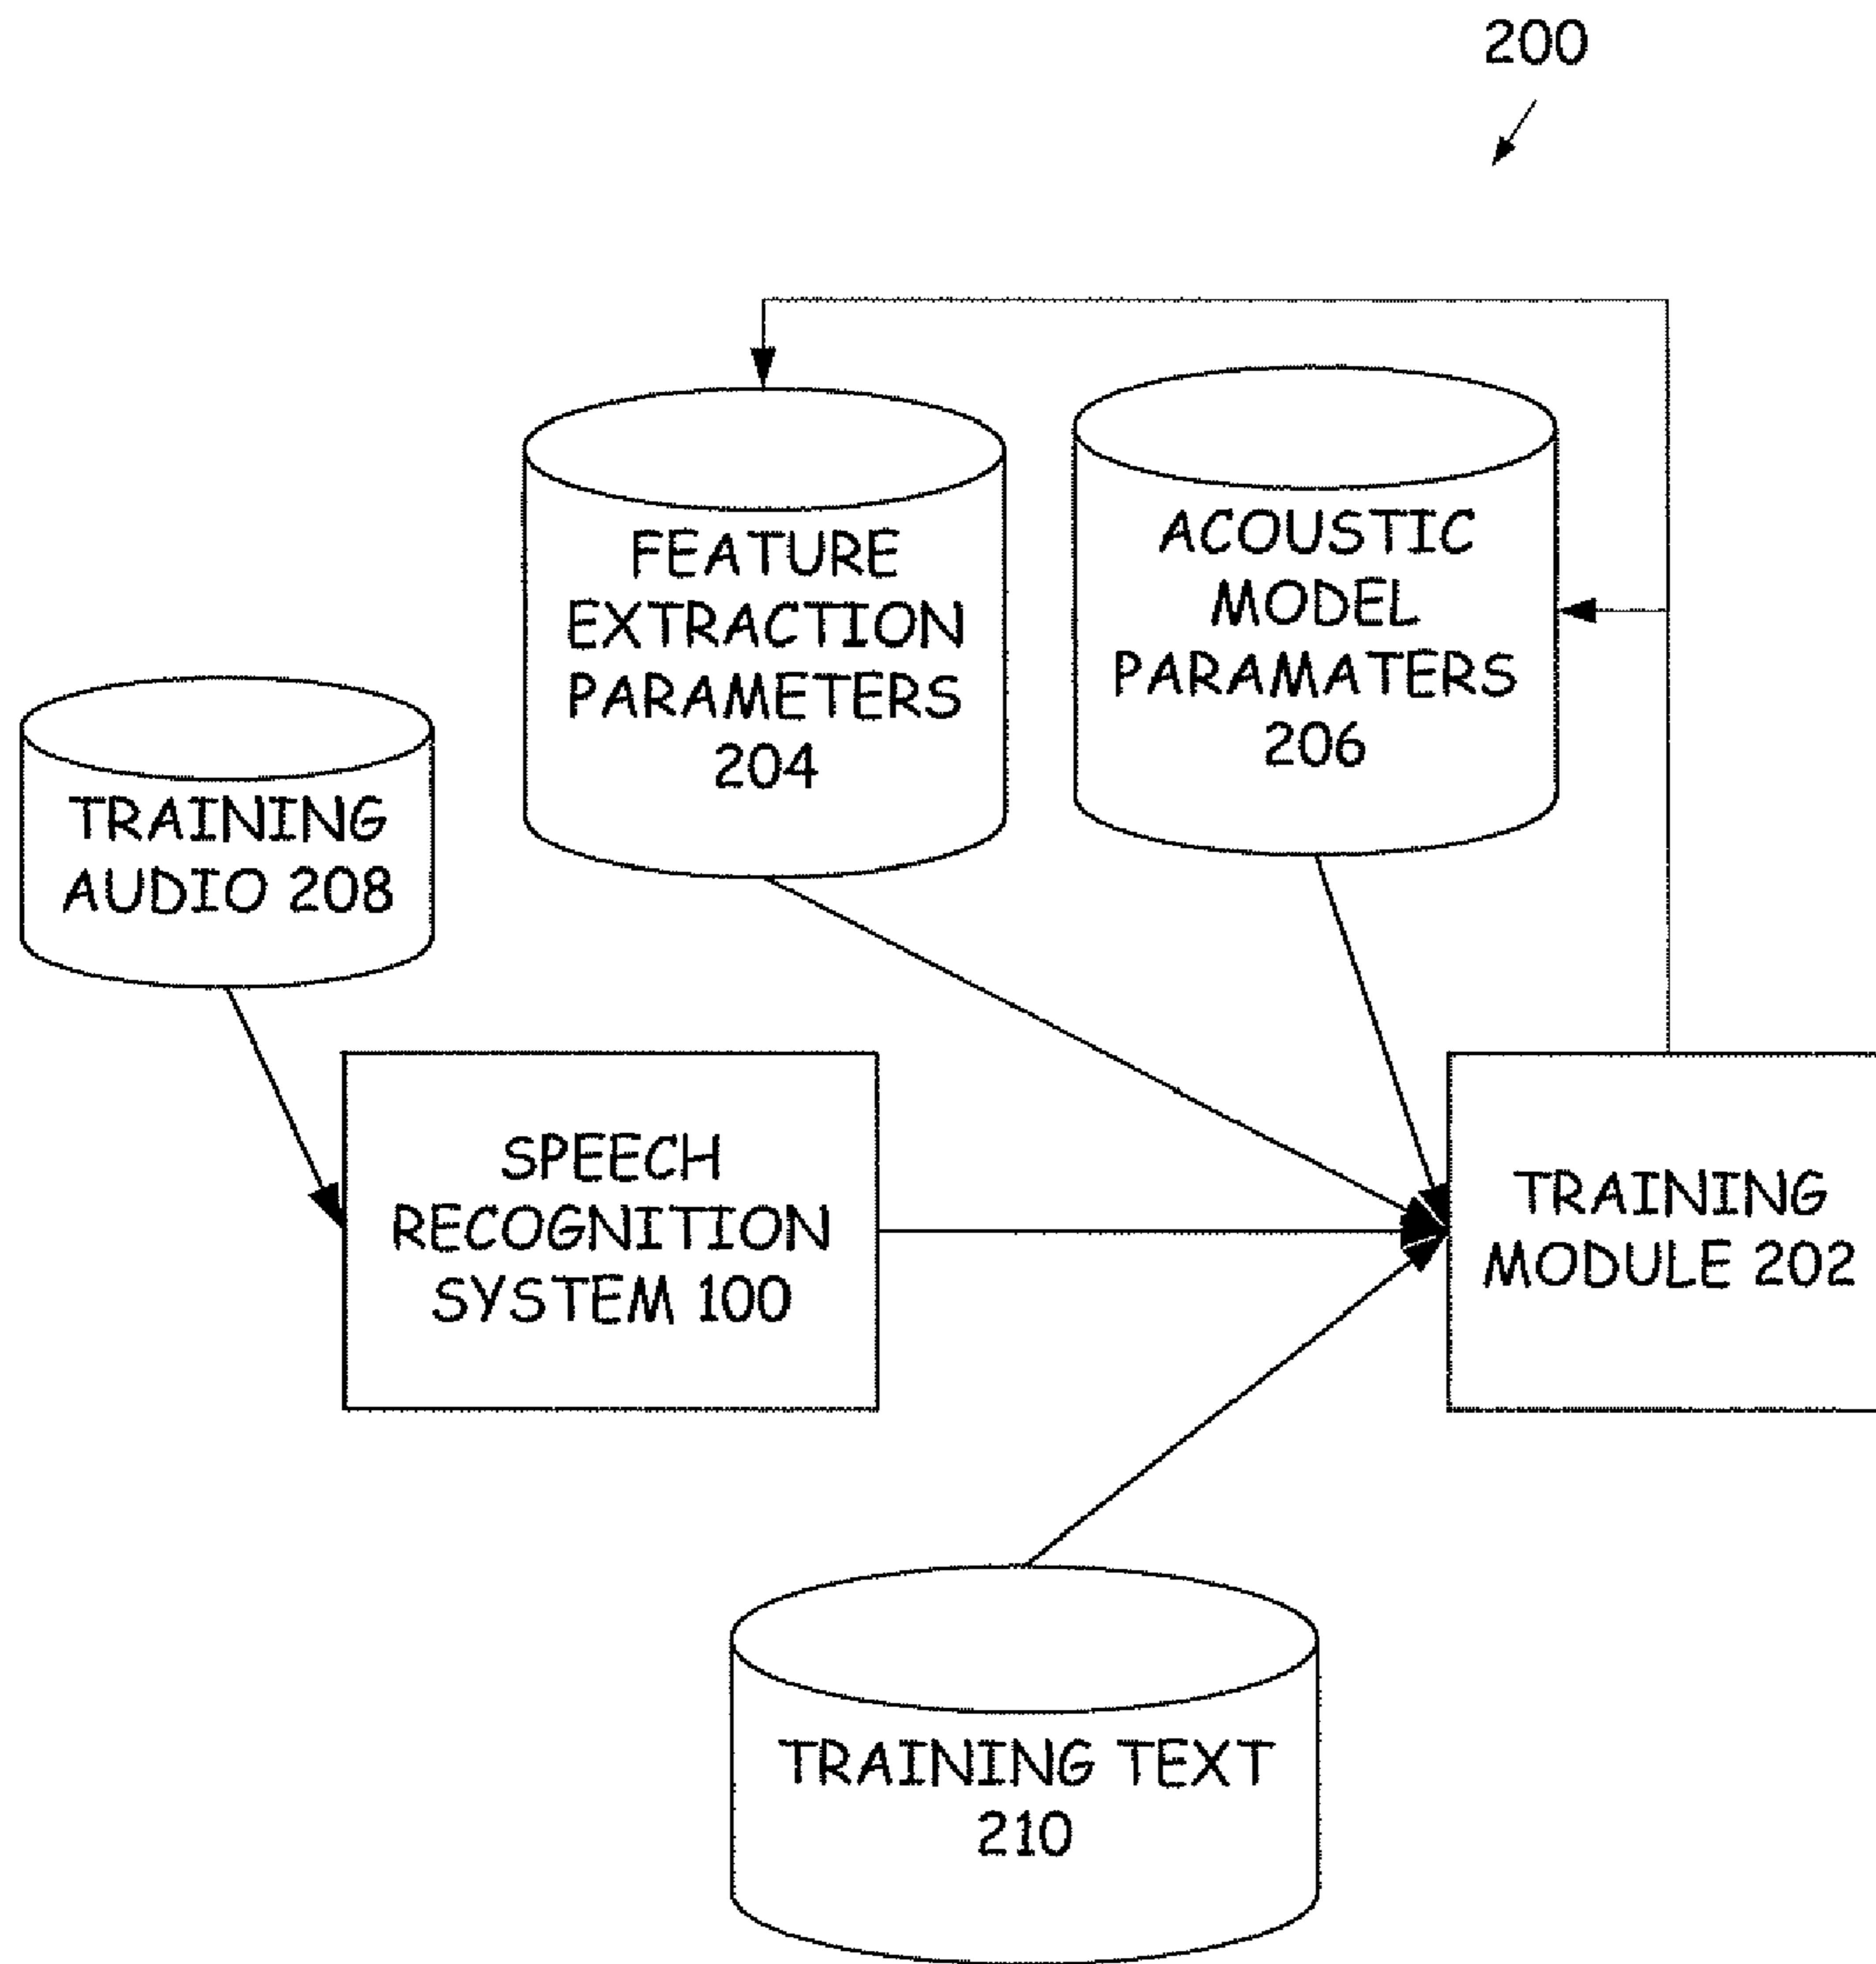 200
FEATURE
EXTRACTION
PARAMETERS
204
ACOUSTIC
MODEL
PARAMATERS
206
TRAINING
AUDIO 208
SPEECH
RECOGNITION
SYSTEM 100
TRAINING
MODULE 202
TRAINING TEXT
210